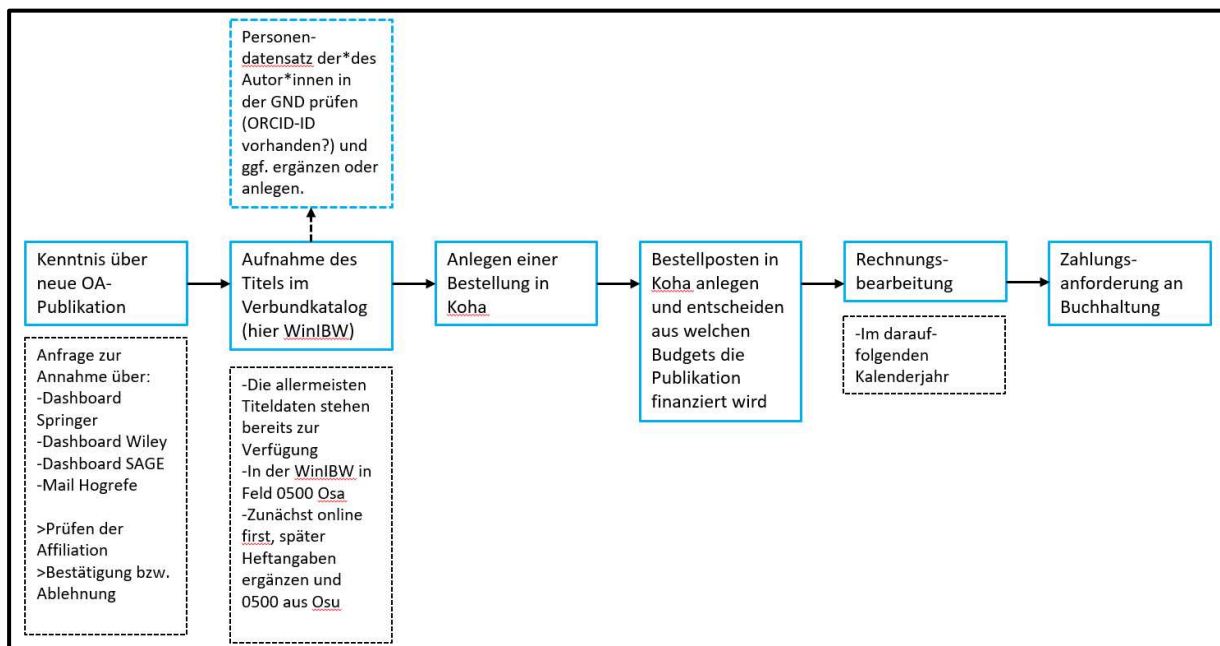 Personen-
datensatz der*des
Autor*innen in
der GND prüfen
(ORCID-ID
vorhanden?) und
ggf. ergänzen oder
anlegen.
Kenntnis über
neue OA-
Publikation
Aufnahme des
Titels im
Verbundkatalog
(hier WinIBW)
Anlegen einer
Bestellung in
Koha
Bestellposten in
Koha anlegen
und entscheiden
aus welchen
Budgets die
Publikation
finanziert wird
Rechnungs-
bearbeitung
Zahlungs-
anforderung an
Buchhaltung
Anfrage zur
Annahme über:
-Dashboard
Springer
-Dashboard Wiley
-Dashboard SAGE
-Mail Hogrefe
>Prüfen der
Affiliation
>Bestätigung bzw.
Ablehnung
-Die allermeisten
Titeldaten stehen
bereits zur
Verfügung
-In der WinIBW in
Feld 0500 Osa
-Zunächst online
first, später
Heftangaben
ergänzen und
0500 aus Osu
-Im darauf-
folgenden
Kalenderjahr